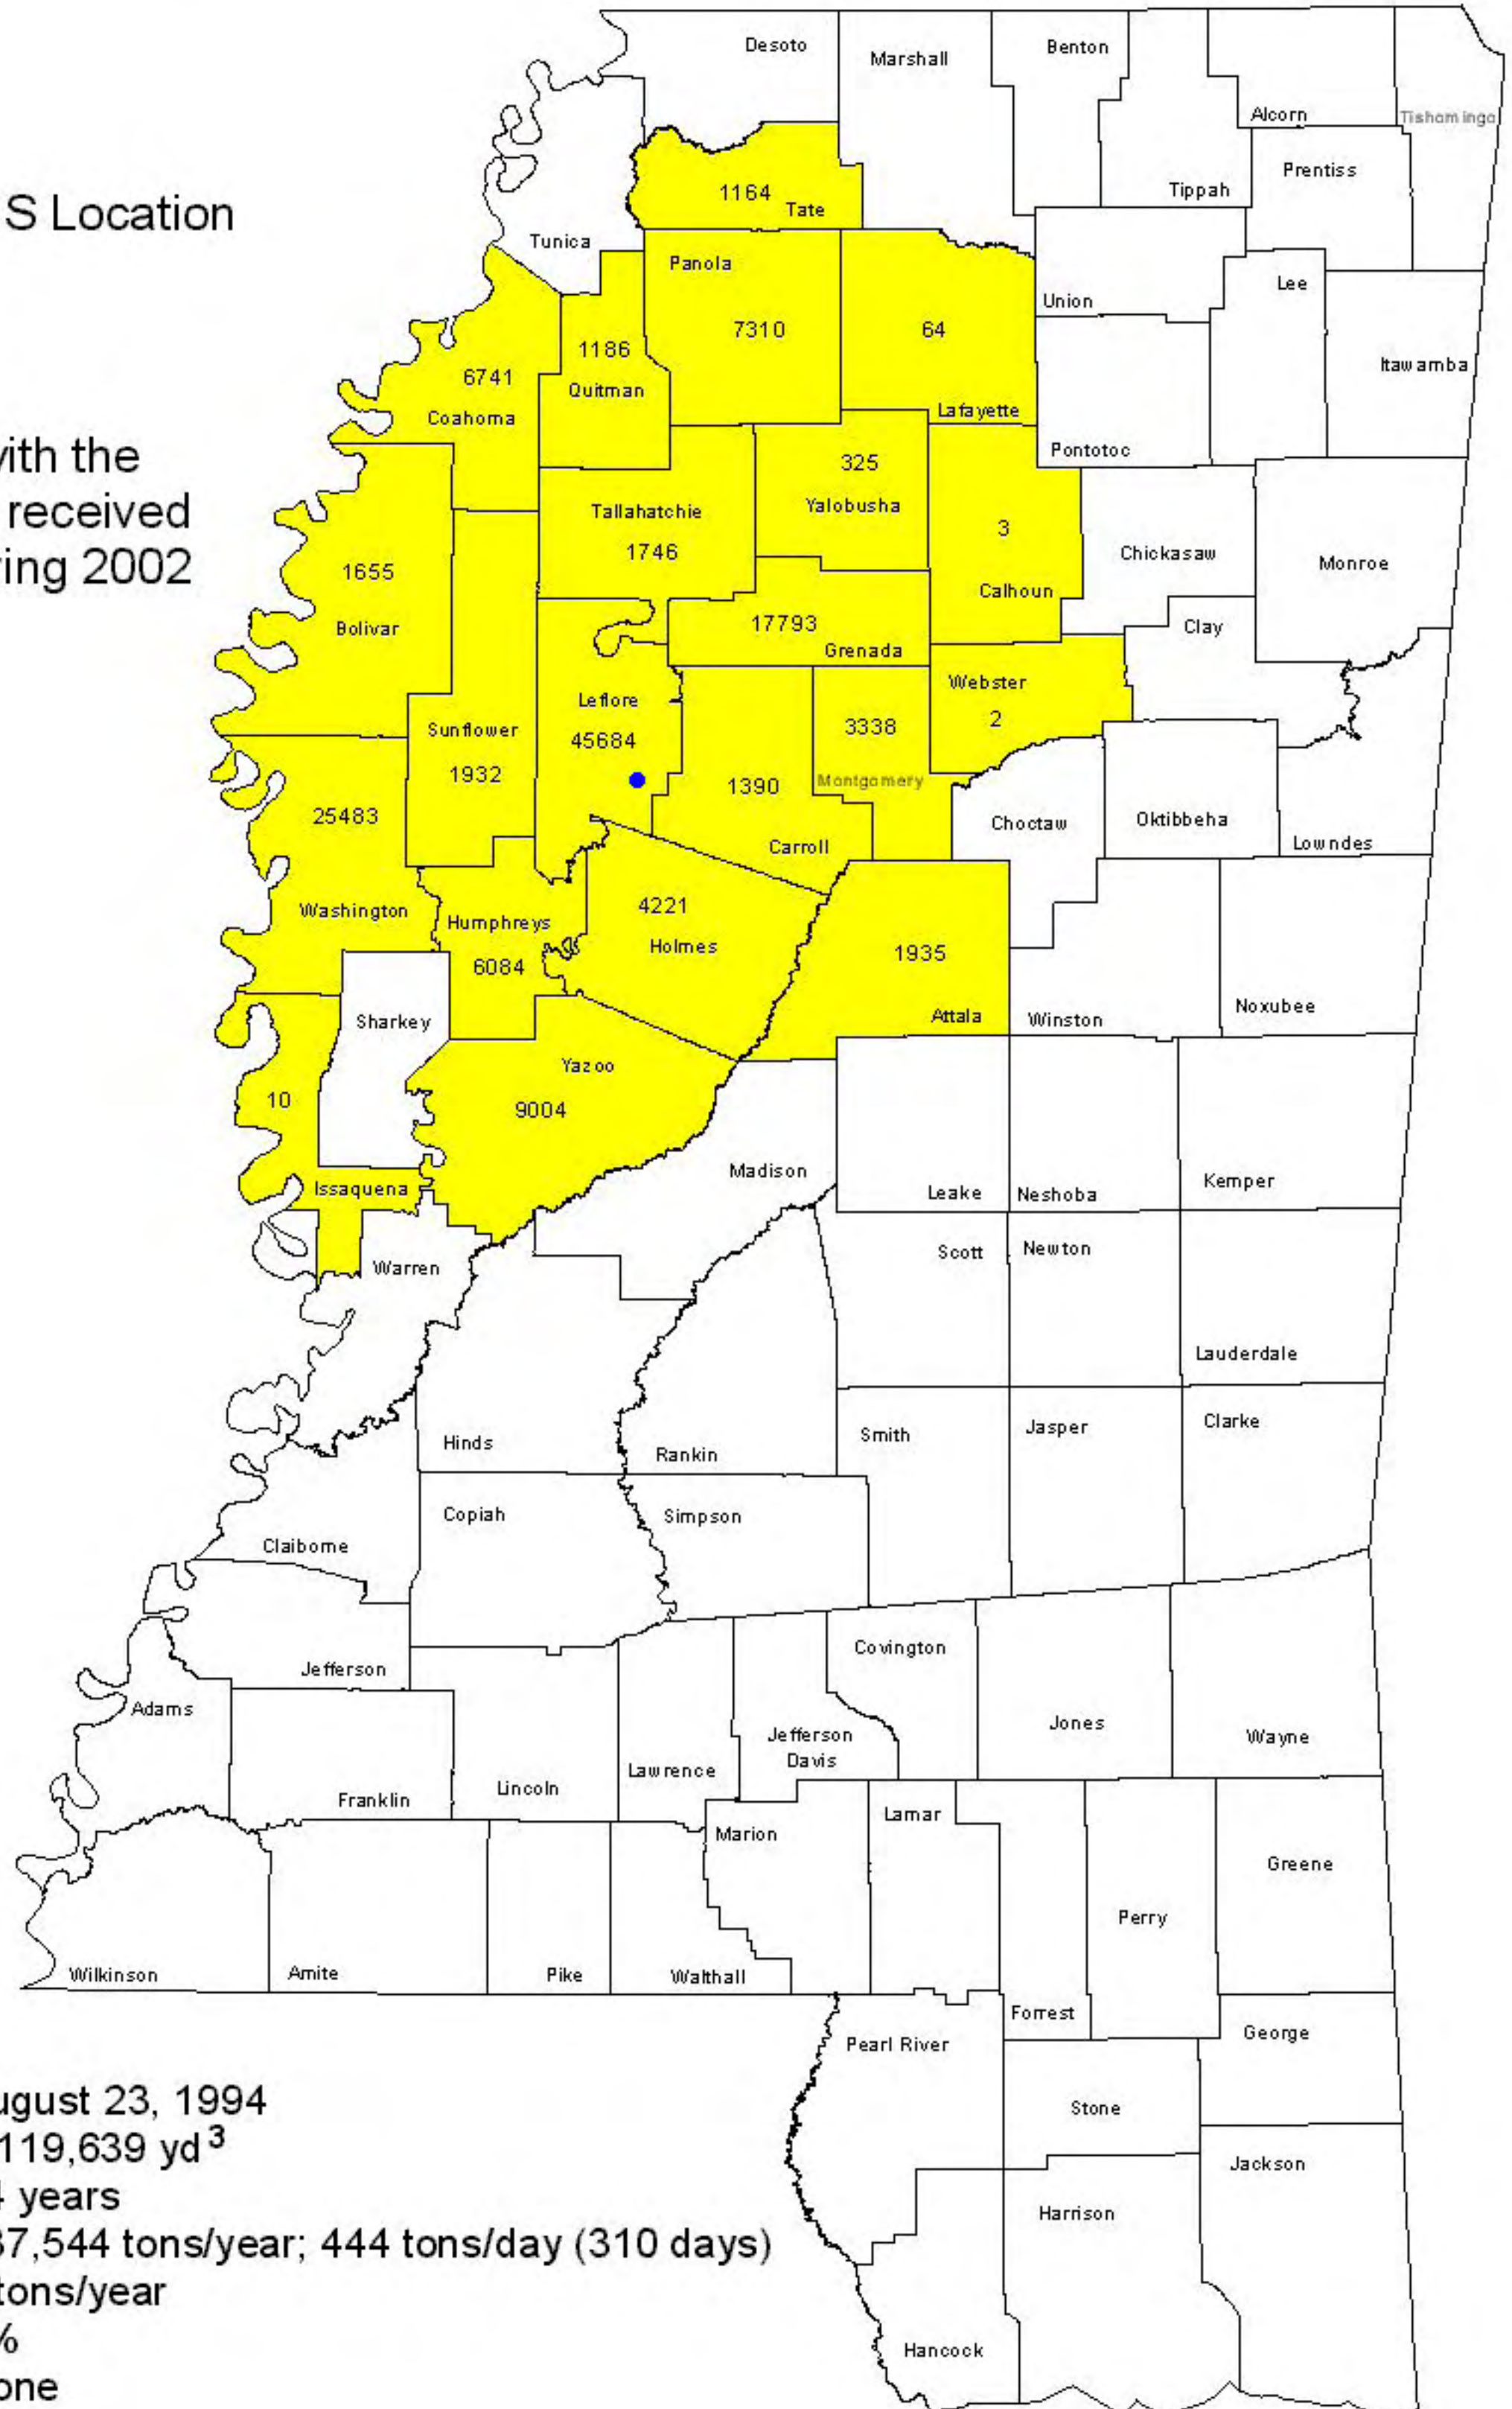 S Location
with the
received
ring 2002
Desoto
Marshall
Benton
Alcorn
Tishomingo
Prentiss
Tippah
1164
Tate
Tunica
Panola
7310
64
Lafayette
Union
Lee
Itawamba
Pontotoc
6741
Coahoma
1186
Quitman
Tallahatchie
1746
325
Yalobusha
3
Calhoun
Chickasaw
Monroe
Clay
1655
Bolivar
17793
Grenada
Leflore
45684
Sunflower
1932
Webster
2
3338
Montgomery
1390
Carroll
Choctaw
Oktibbeha
Lowndes
25483
Washington
Humphreys
6084
4221
Holmes
1935
Attala
Winston
Noxubee
Sharkey
10
Issaquena
Yazoo
9004
Madison
Leake
Neshoba
Kemper
Warren
Scott
Newton
Lauderdale
Hinds
Rankin
Smith
Jasper
Clarke
Copiah
Simpson
Claiborne
Jefferson
Adams
Covington
Jones
Wayne
Jefferson
Davis
Lawrence
Lincoln
Franklin
Marion
Lamar
Greene
Perry
Wilkinson
Amite
Pike
Walthall
Forrest
George
Pearl River
Stone
Jackson
Harrison
Hancock
ugust 23, 1994
119,639 yd³
4 years
37,544 tons/year; 444 tons/day (310 days)
tons/year
%
one